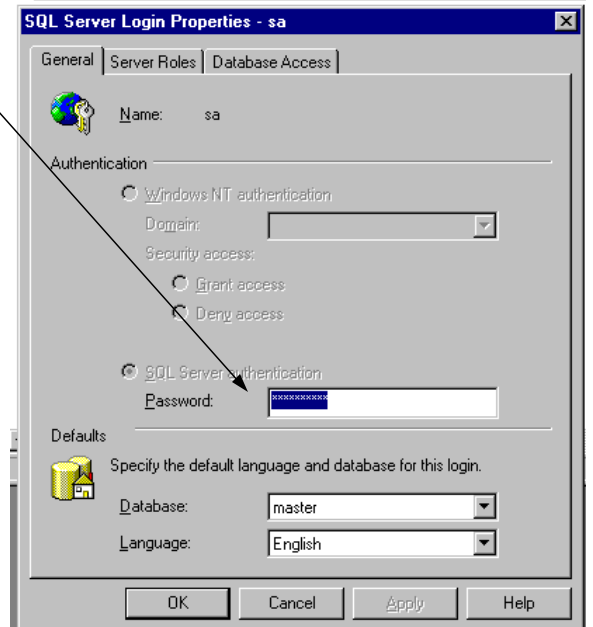 SQL Server Login Properties - sa
General Server Roles Database Access
Name: sa
Authentication
Windows NT authentication
Domain:
Security access:
Grant access
Deny access
SQL Server authentication
Password: **********
Defaults
Specify the default language and database for this login.
Database: master
Language: English
OK Cancel Apply Help